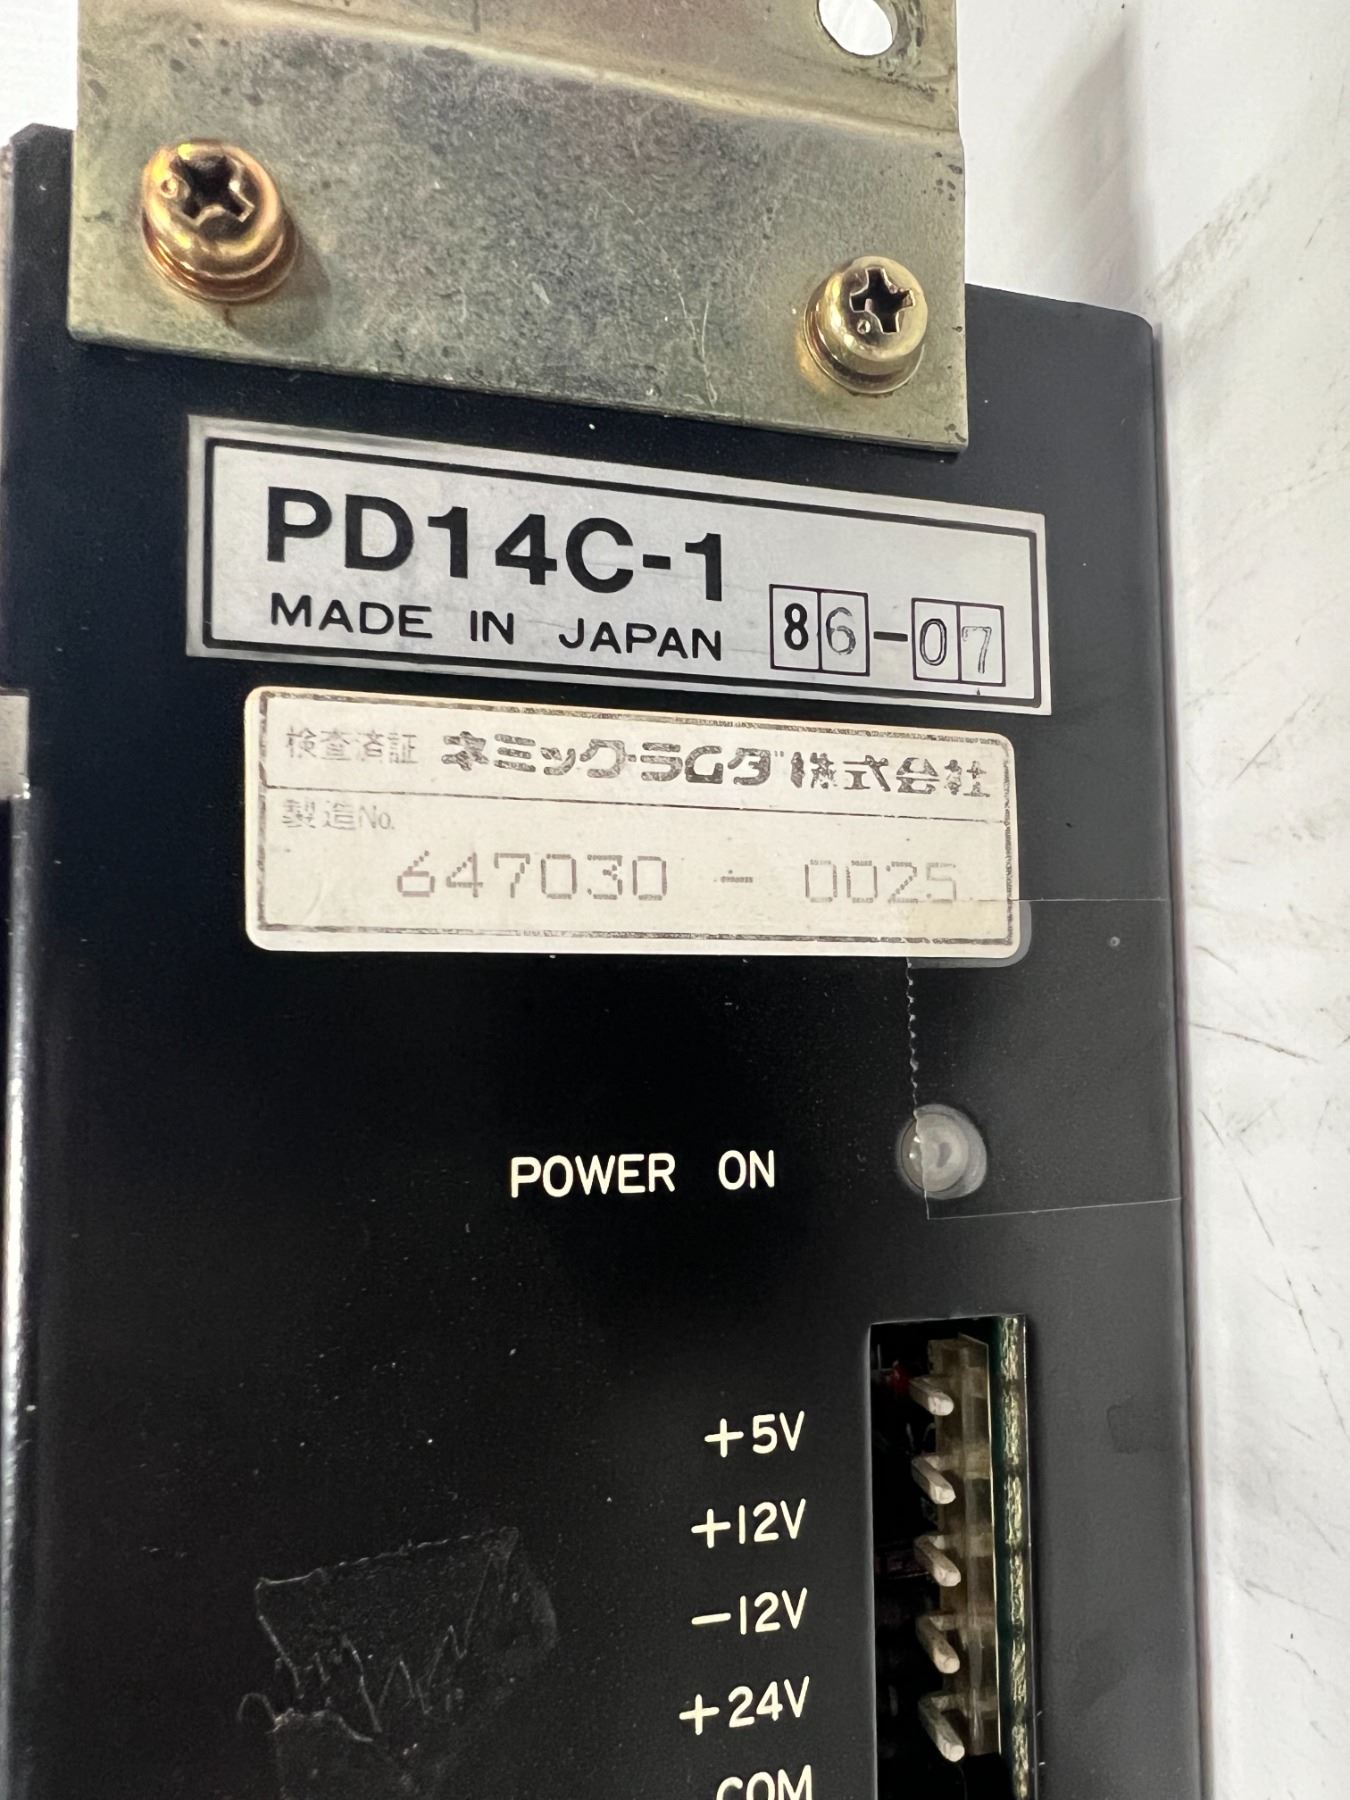 PD14C-1
MADE IN JAPAN 86-07
検査済証 ネミック・ラムダ株式会社
製造No.
647030 - 0025
POWER ON
+5V
+12V
-12V
+24V
COM